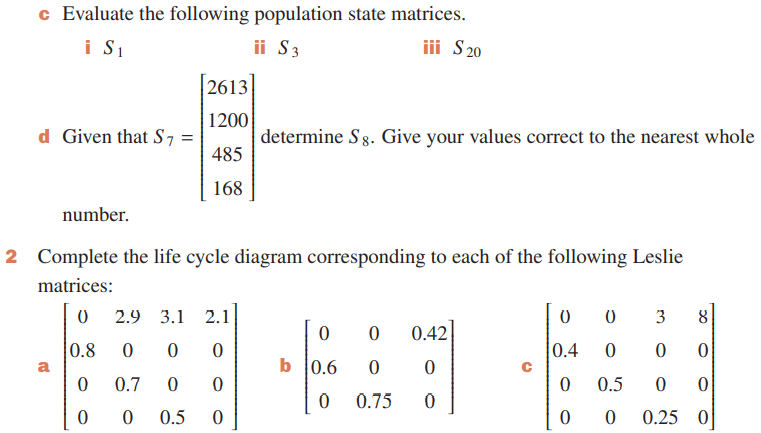 c Evaluate the following population state matrices.
i S₁ ii S₃ iii S₂₀
d Given that S₇ = [2613 1200 485 168] determine S₈. Give your values correct to the nearest whole
number.
2 Complete the life cycle diagram corresponding to each of the following Leslie
matrices:
a
0 2.9 3.1 2.1
0.8 0 0 0
0 0.7 0 0
0 0 0.5 0
b
0 0 0.42
0.6 0 0
0 0.75 0
c
0 0 3 8
0.4 0 0 0
0 0.5 0 0
0 0 0.25 0